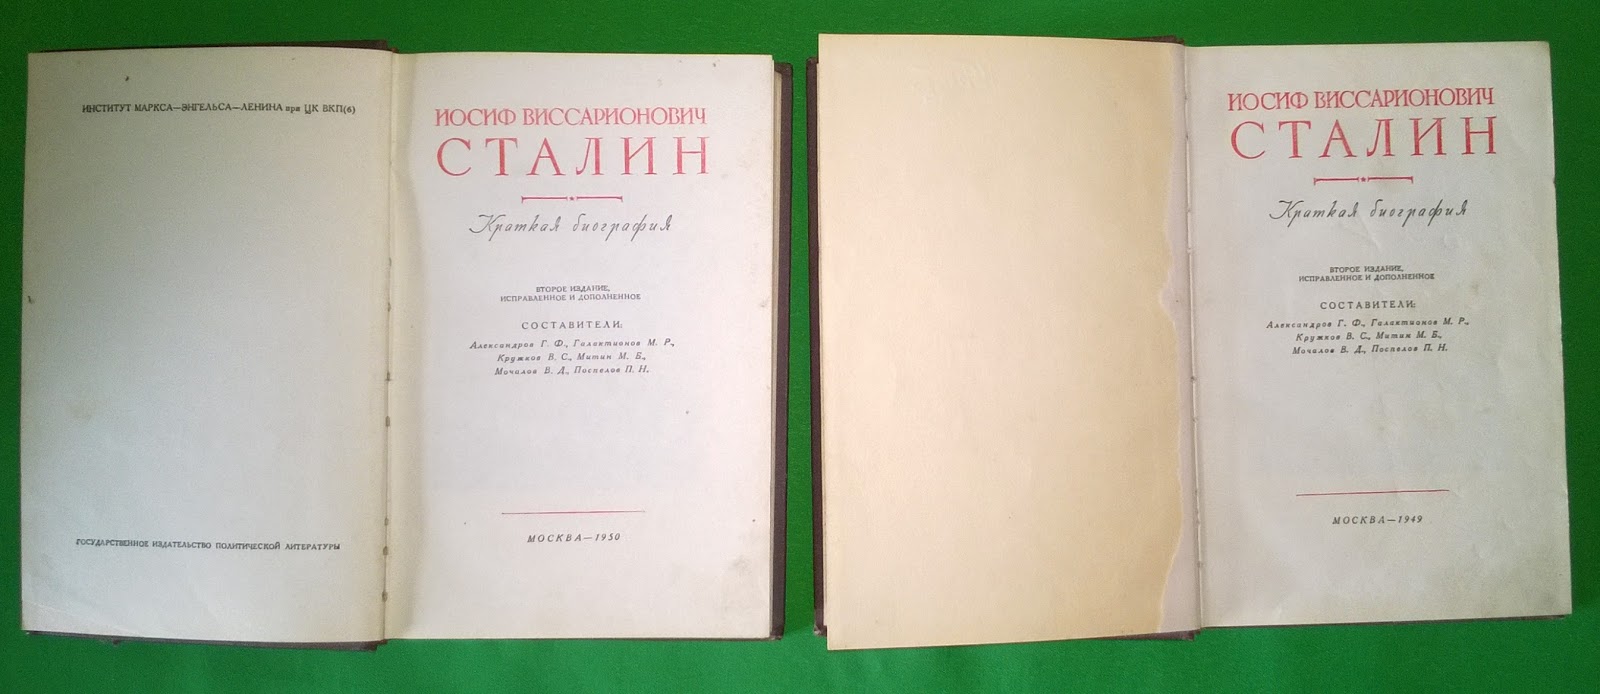 ИНСТИТУТ МАРКСА—ЭНГЕЛЬСА—ЛЕНИНА при ЦК ВКП(б)
ГОСУДАРСТВЕННОЕ ИЗДАТЕЛЬСТВО ПОЛИТИЧЕСКОЙ ЛИТЕРАТУРЫ
ИОСИФ ВИССАРИОНОВИЧ
СТАЛИН
Краткая биография
ВТОРОЕ ИЗДАНИЕ,
ИСПРАВЛЕННОЕ И ДОПОЛНЕННОЕ
СОСТАВИТЕЛИ:
Александров Г. Ф., Галактионов М. Р.,
Кружков В. С., Митин М. Б.,
Мочалов В. Д., Поспелов П. Н.
МОСКВА—1950
ИОСИФ ВИССАРИОНОВИЧ
СТАЛИН
Краткая биография
ВТОРОЕ ИЗДАНИЕ,
ИСПРАВЛЕННОЕ И ДОПОЛНЕННОЕ
СОСТАВИТЕЛИ:
Александров Г. Ф., Галактионов М. Р.,
Кружков В. С., Митин М. Б.,
Мочалов В. Д., Поспелов П. Н.
МОСКВА—1949